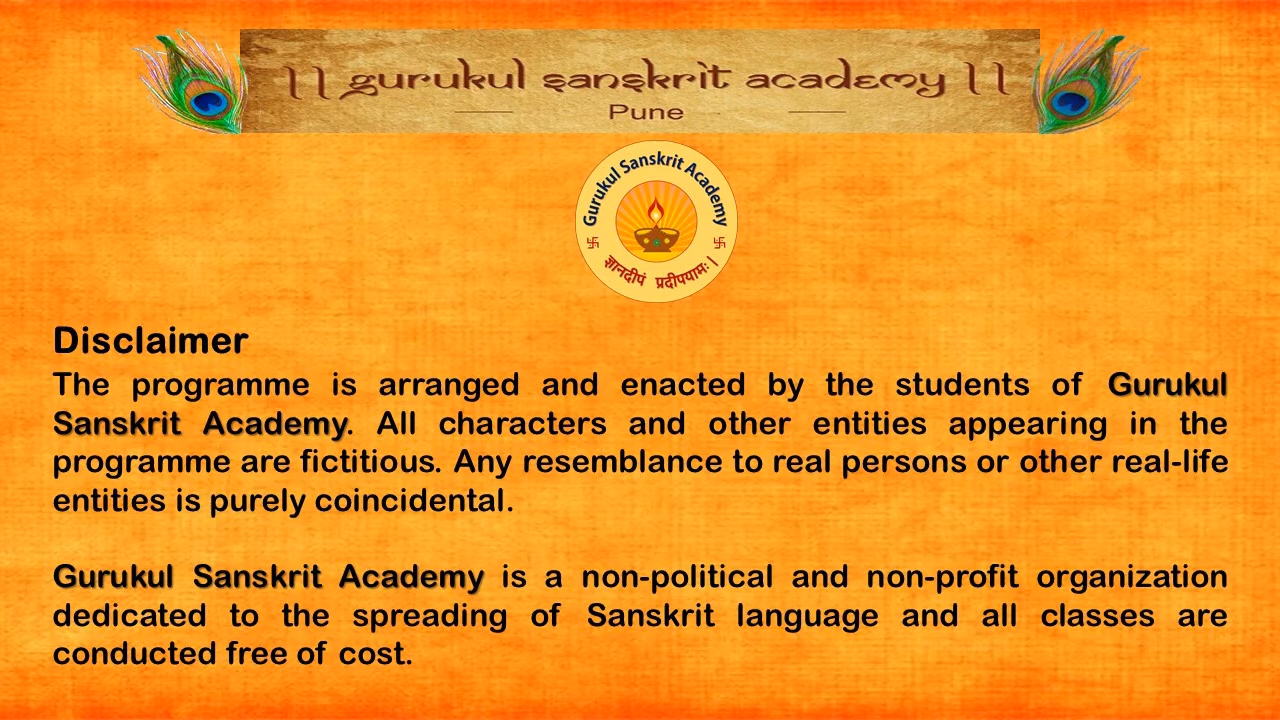 || Gurukul Sanskrit Academy ||
Pune
Gurukul Sanskrit Academy
卐 卐
ज्ञानदीपं प्रदीपयामः।
Disclaimer
The programme is arranged and enacted by the students of Gurukul
Sanskrit Academy. All characters and other entities appearing in the
programme are fictitious. Any resemblance to real persons or other real-life
entities is purely coincidental.
Gurukul Sanskrit Academy is a non-political and non-profit organization
dedicated to the spreading of Sanskrit language and all classes are
conducted free of cost.